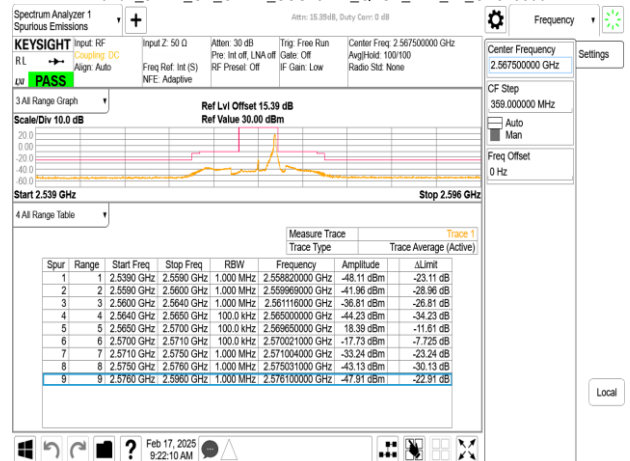 Spectrum Analyzer 1
Spurious Emissions
Attn: 15.39dB, Duty Cerr: 0 dB
Frequency
KEYSIGHT
Input: RF
Input Z: 50 Ω
Atten: 30 dB
Trig: Free Run
Center Freq: 2.567500000 GHz
RL
Coupling: DC
Pre: Int off, LNA off
Gate: Off
Avg|Hold: 100/100
Align: Auto
Freq Ref: Int (S)
RF Preset: Off
IF Gain: Low
Radio Std: None
NFE: Adaptive
PASS
Center Frequency
2.567500000 GHz
Settings
CF Step
359.000000 MHz
Auto
Man
Freq Offset
0 Hz
3 All Range Graph
Ref Lvl Offset 15.39 dB
Scale/Div 10.0 dB
Ref Value 30.00 dBm
20.0
0.00
-20.0
-40.0
-60.0
Start 2.539 GHz
Stop 2.596 GHz
4 All Range Table
Measure Trace Trace 1
Trace Type Trace Average (Active)
Spur Range Start Freq Stop Freq RBW Frequency Amplitude ΔLimit
1 1 2.5390 GHz 2.5590 GHz 1.000 MHz 2.558820000 GHz -48.11 dBm -23.11 dB
2 2 2.5590 GHz 2.5600 GHz 1.000 MHz 2.559969000 GHz -41.96 dBm -28.96 dB
3 3 2.5600 GHz 2.5640 GHz 1.000 MHz 2.561116000 GHz -36.81 dBm -26.81 dB
4 4 2.5640 GHz 2.5650 GHz 100.0 kHz 2.565000000 GHz -44.23 dBm -34.23 dB
5 5 2.5650 GHz 2.5700 GHz 100.0 kHz 2.569650000 GHz 18.39 dBm -11.61 dB
6 6 2.5700 GHz 2.5710 GHz 100.0 kHz 2.570021000 GHz -17.73 dBm -7.725 dB
7 7 2.5710 GHz 2.5750 GHz 1.000 MHz 2.571004000 GHz -33.24 dBm -23.24 dB
8 8 2.5750 GHz 2.5760 GHz 1.000 MHz 2.575031000 GHz -43.13 dBm -30.13 dB
9 9 2.5760 GHz 2.5960 GHz 1.000 MHz 2.576100000 GHz -47.91 dBm -22.91 dB
Local
Feb 17, 2025
9:22:10 AM